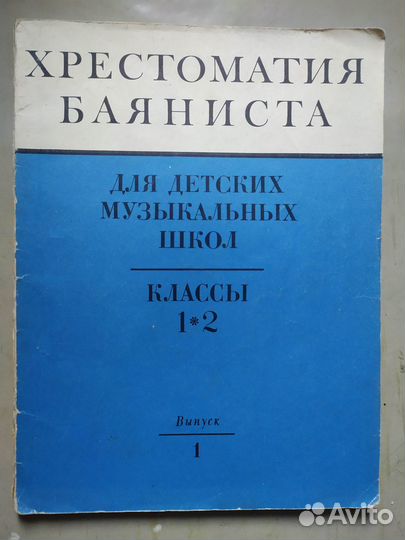 ХРЕСТОМАТИЯ
БАЯНИСТА
ДЛЯ ДЕТСКИХ
МУЗЫКАЛЬНЫХ
ШКОЛ
КЛАССЫ
1*2
Выпуск
1
Avito